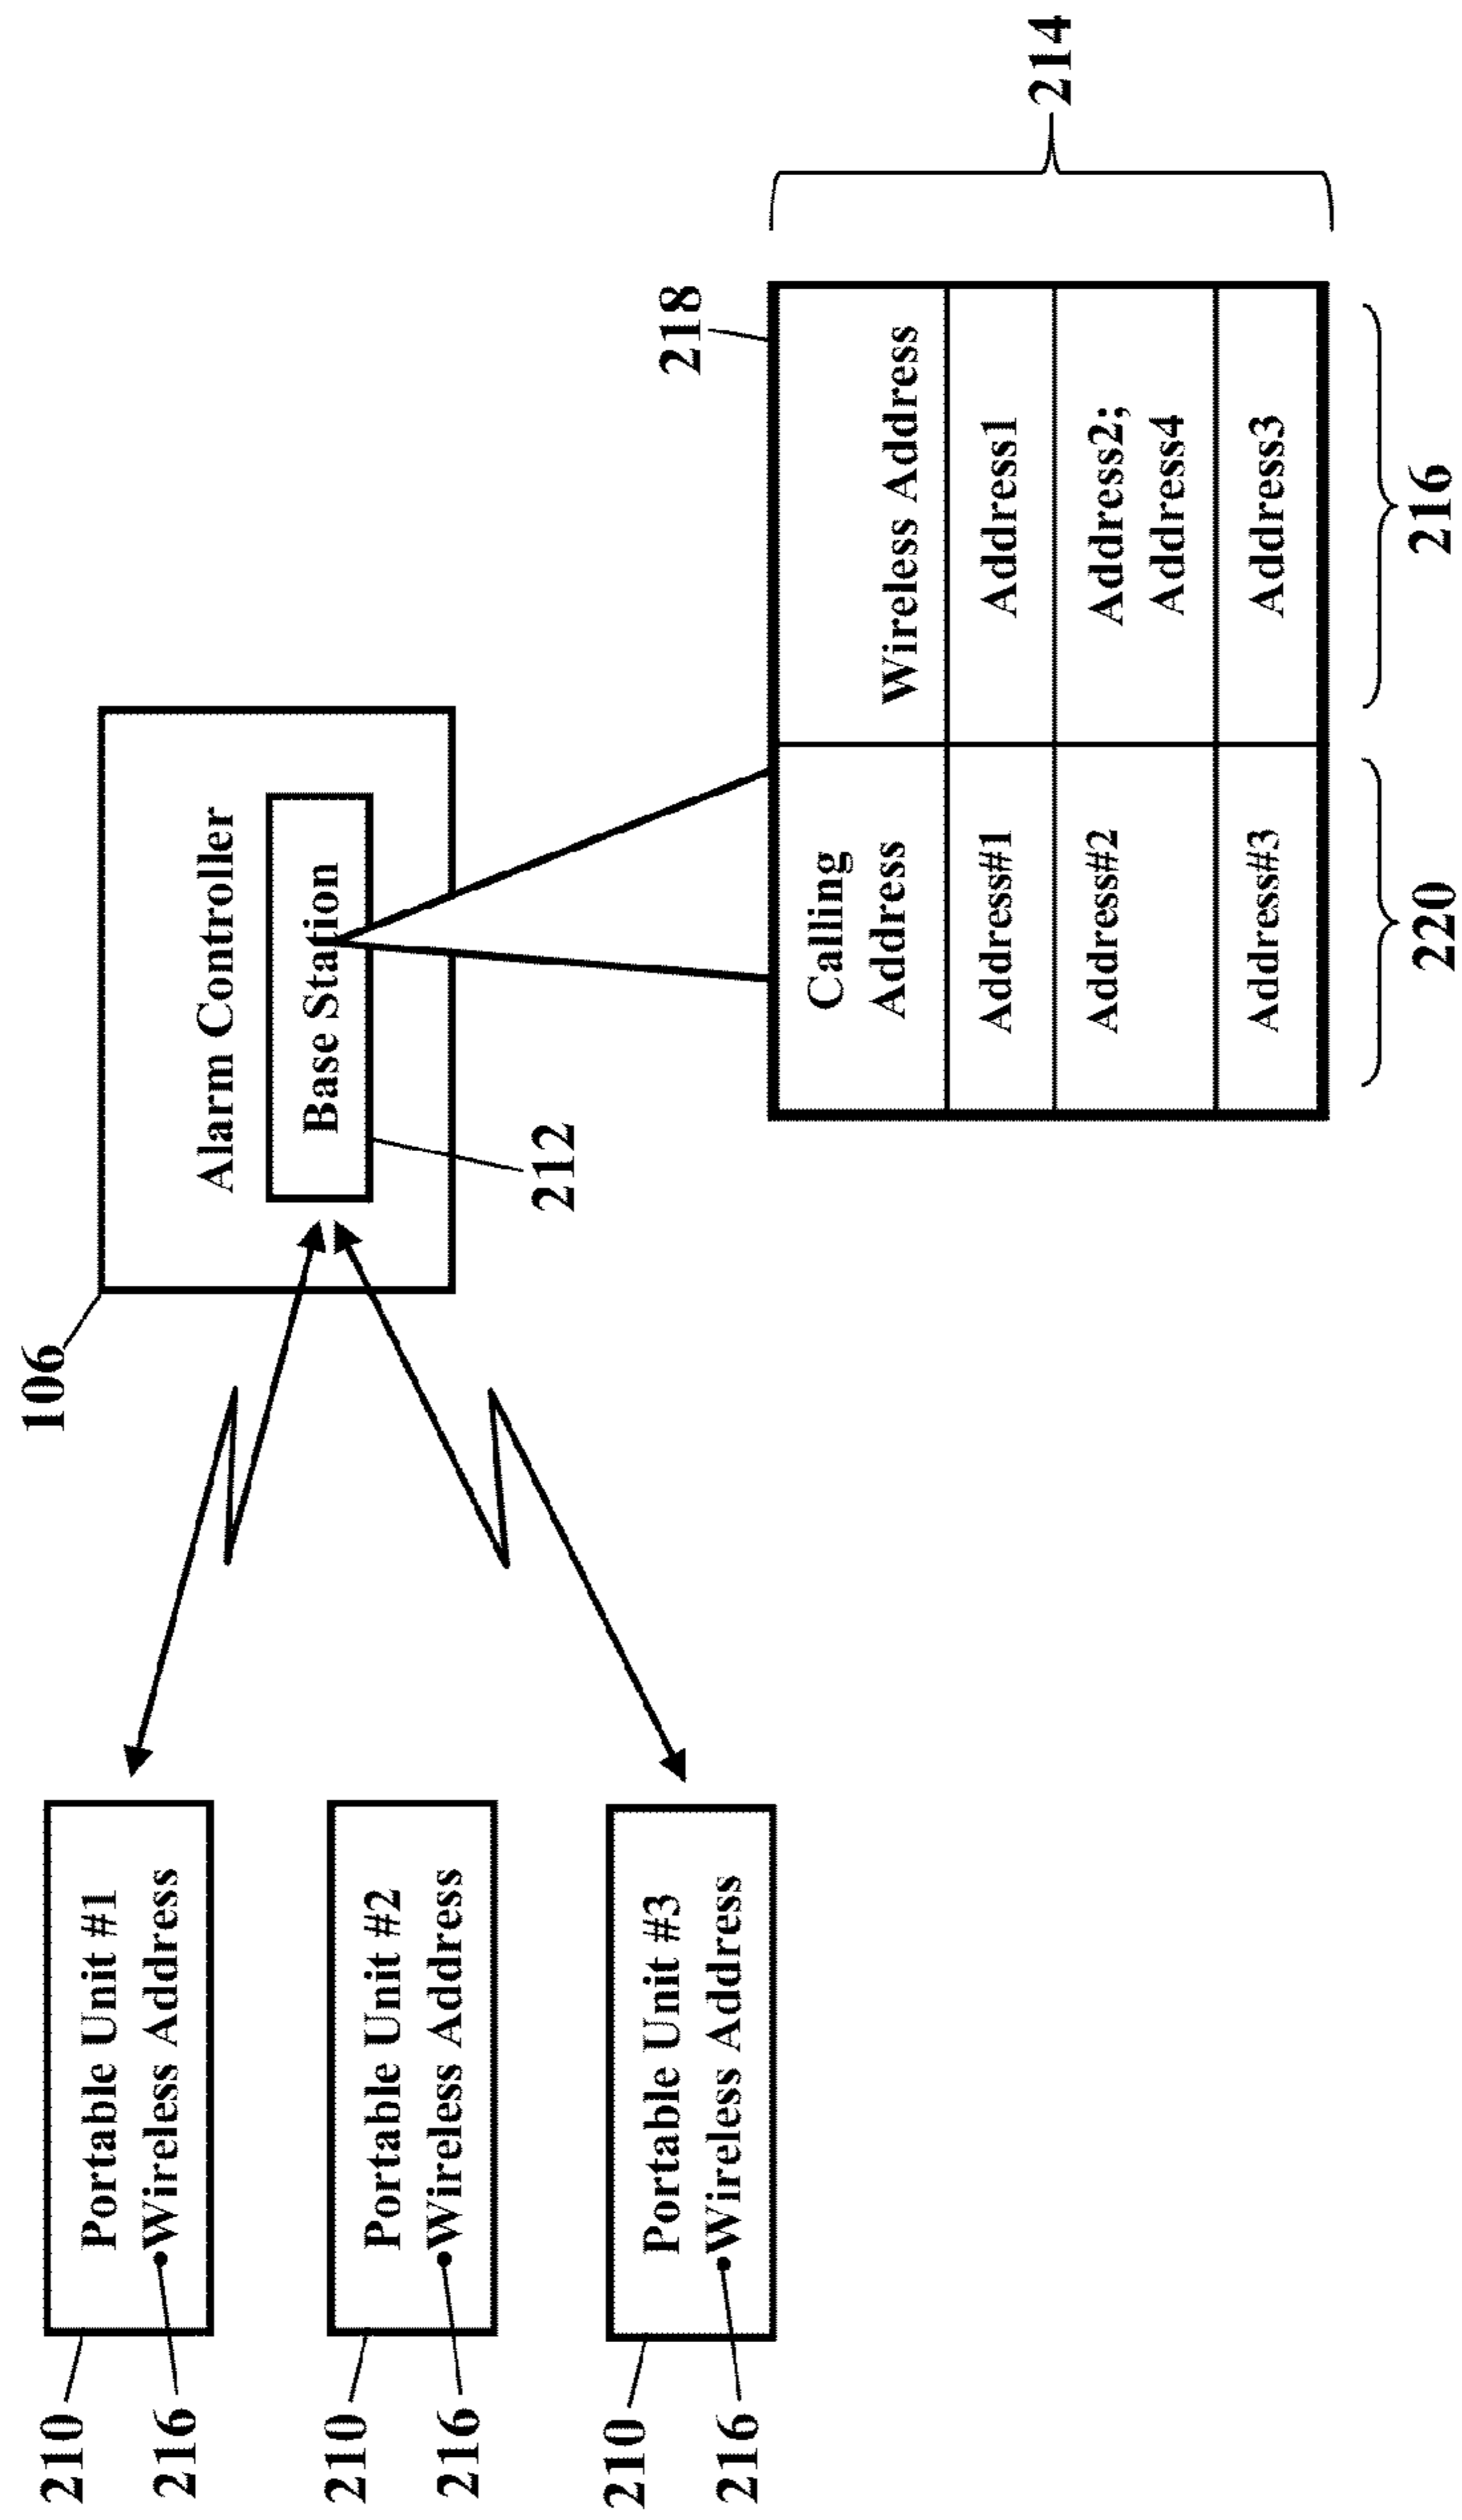 210
Portable Unit #1
216
Wireless Address
210
Portable Unit #2
216
Wireless Address
210
Portable Unit #3
216
Wireless Address
106
Alarm Controller
Base Station
212
218
Calling
Address
Wireless Address
Address#1
Address1
Address#2
Address2;
Address4
Address#3
Address3
214
220
216